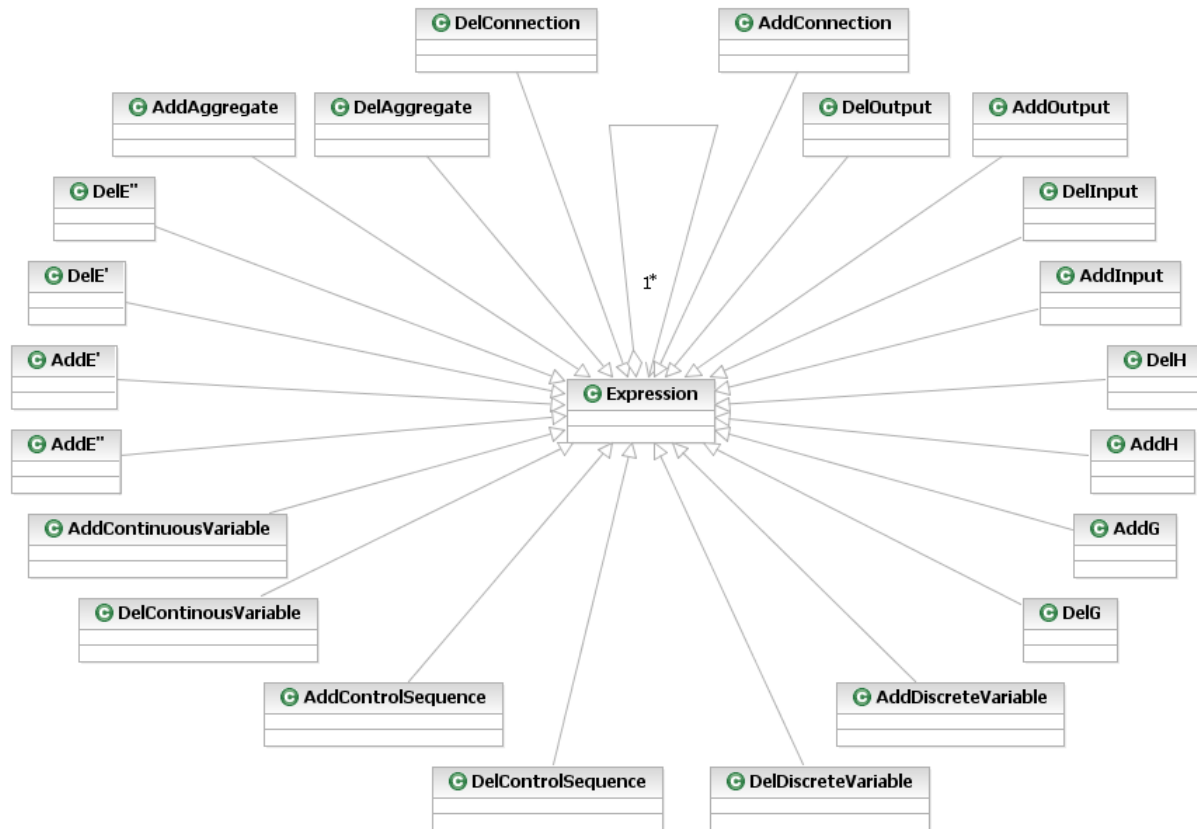 DelConnection
AddConnection
AddAggregate
DelAggregate
DelOutput
AddOutput
DelE"
DelInput
DelE'
AddInput
1*
AddE'
DelH
Expression
AddE"
AddH
AddContinuousVariable
AddG
DelContinousVariable
DelG
AddControlSequence
AddDiscreteVariable
DelControlSequence
DelDiscreteVariable